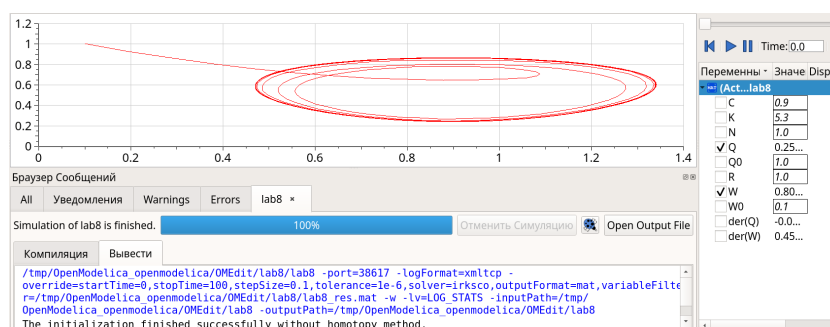 1.2
1
0.8
0.6
0.4
0.2
0
0 0.2 0.4 0.6 0.8 1 1.2 1.4
Time: 0.0
Переменны Значе Disp
(Act...lab8
C 0.9
K 5.3
N 1.0
Q 0.25...
Q0 1.0
R 1.0
W 0.80...
W0 0.1
der(Q) -0.0...
der(W) 0.45...
Браузер Сообщений
All Уведомления Warnings Errors lab8 ×
Simulation of lab8 is finished. 100% Отменить Симуляцию Open Output File
Компиляция Вывести
/tmp/OpenModelica_openmodelica/OMEdit/lab8/lab8 -port=38617 -logFormat=xmltcp -
override=startTime=0,stopTime=100,stepSize=0.1,tolerance=1e-6,solver=irksco,outputFormat=mat,variableFilte
r=/tmp/OpenModelica_openmodelica/OMEdit/lab8/lab8_res.mat -w -lv=LOG_STATS -inputPath=/tmp/
OpenModelica_openmodelica/OMEdit/lab8 -outputPath=/tmp/OpenModelica_openmodelica/OMEdit/lab8
The initialization finished successfully without homotopy method.